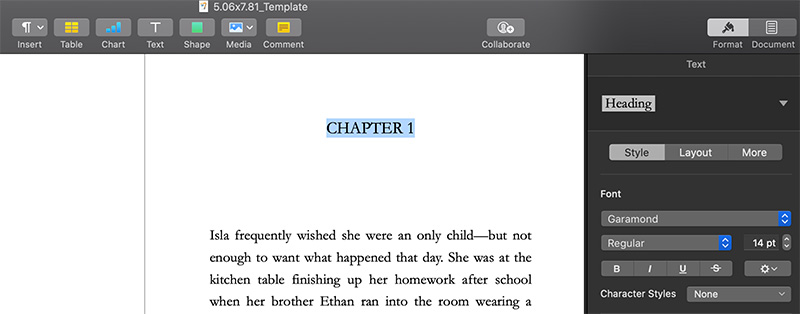 5.06x7.81_Template
Insert Table Chart Text Shape Media Comment Collaborate Format Document
Text
Heading
CHAPTER 1
Style Layout More
Font
Garamond
Regular 14 pt
B I U S
Character Styles None
Isla frequently wished she were an only child—but not
enough to want what happened that day. She was at the
kitchen table finishing up her homework after school
when her brother Ethan ran into the room wearing a